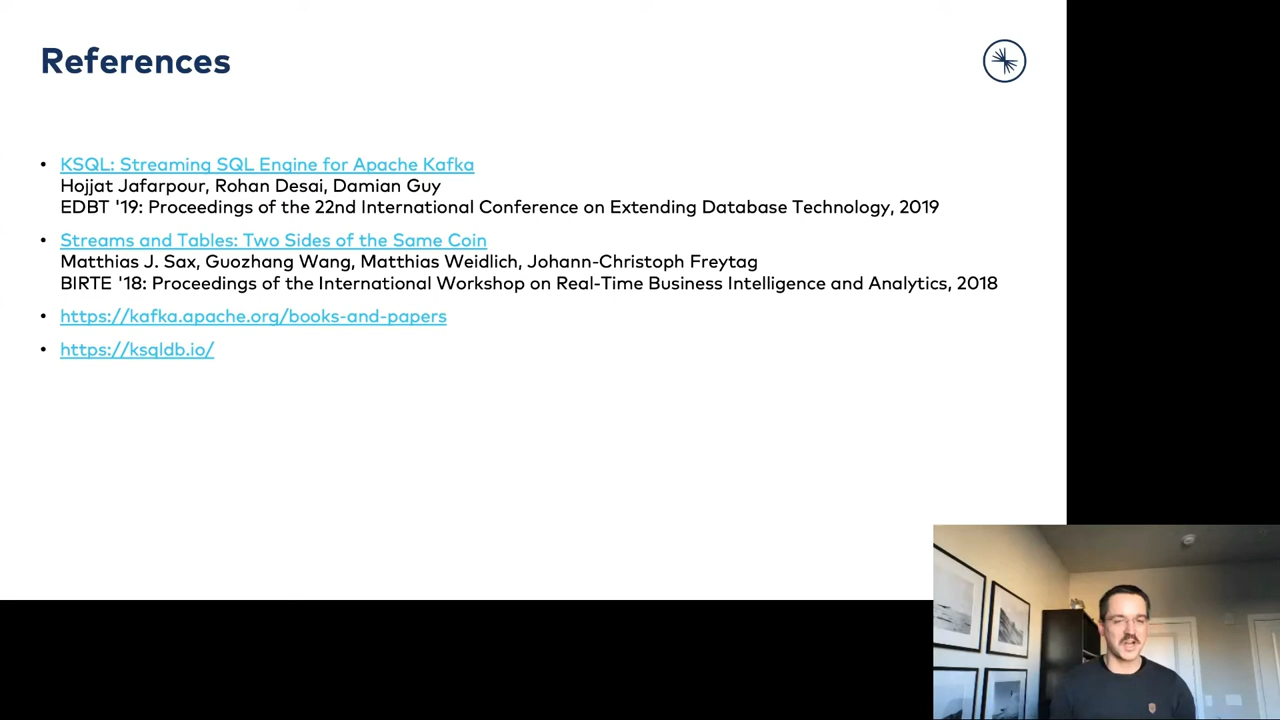 References
• KSQL: Streaming SQL Engine for Apache Kafka
Hojjat Jafarpour, Rohan Desai, Damian Guy
EDBT '19: Proceedings of the 22nd International Conference on Extending Database Technology, 2019
• Streams and Tables: Two Sides of the Same Coin
Matthias J. Sax, Guozhang Wang, Matthias Weidlich, Johann-Christoph Freytag
BIRTE '18: Proceedings of the International Workshop on Real-Time Business Intelligence and Analytics, 2018
• https://kafka.apache.org/books-and-papers
• https://ksqldb.io/